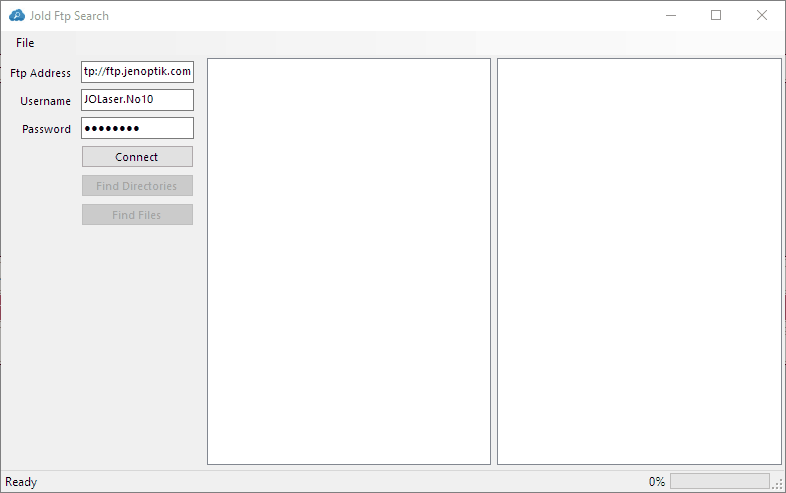 Jold Ftp Search
File
Ftp Address tp://ftp.jenoptik.com
Username JOLaser.No10
Password ●●●●●●●●
Connect
Find Directories
Find Files
Ready 0%